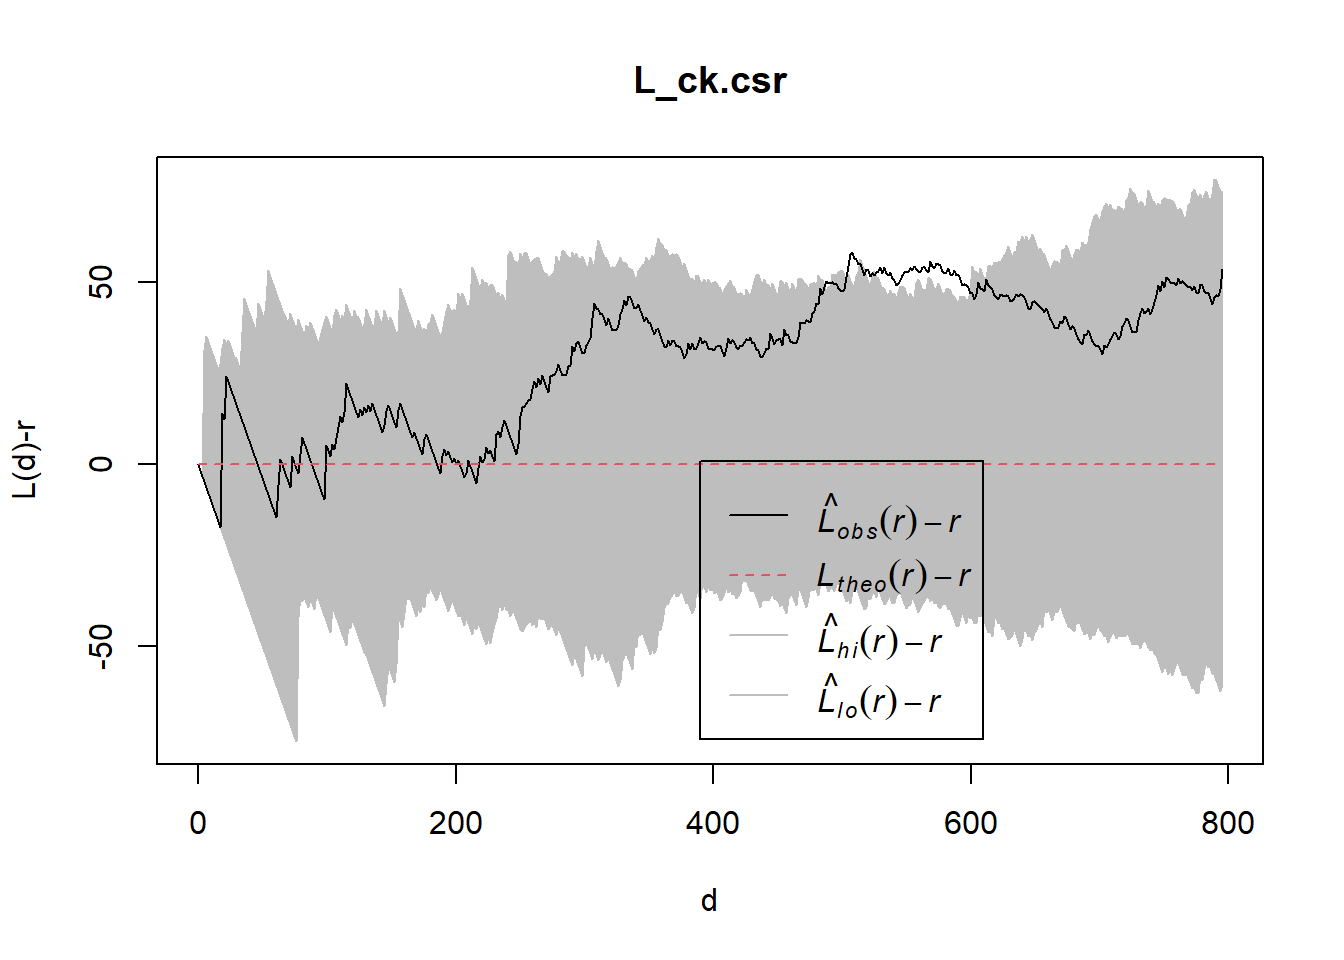 L_ck.csr
L(d)-r
50
0
-50
L̂obs(r) − r
Ltheo(r) − r
L̂hi(r) − r
L̂lo(r) − r
0 200 400 600 800
d